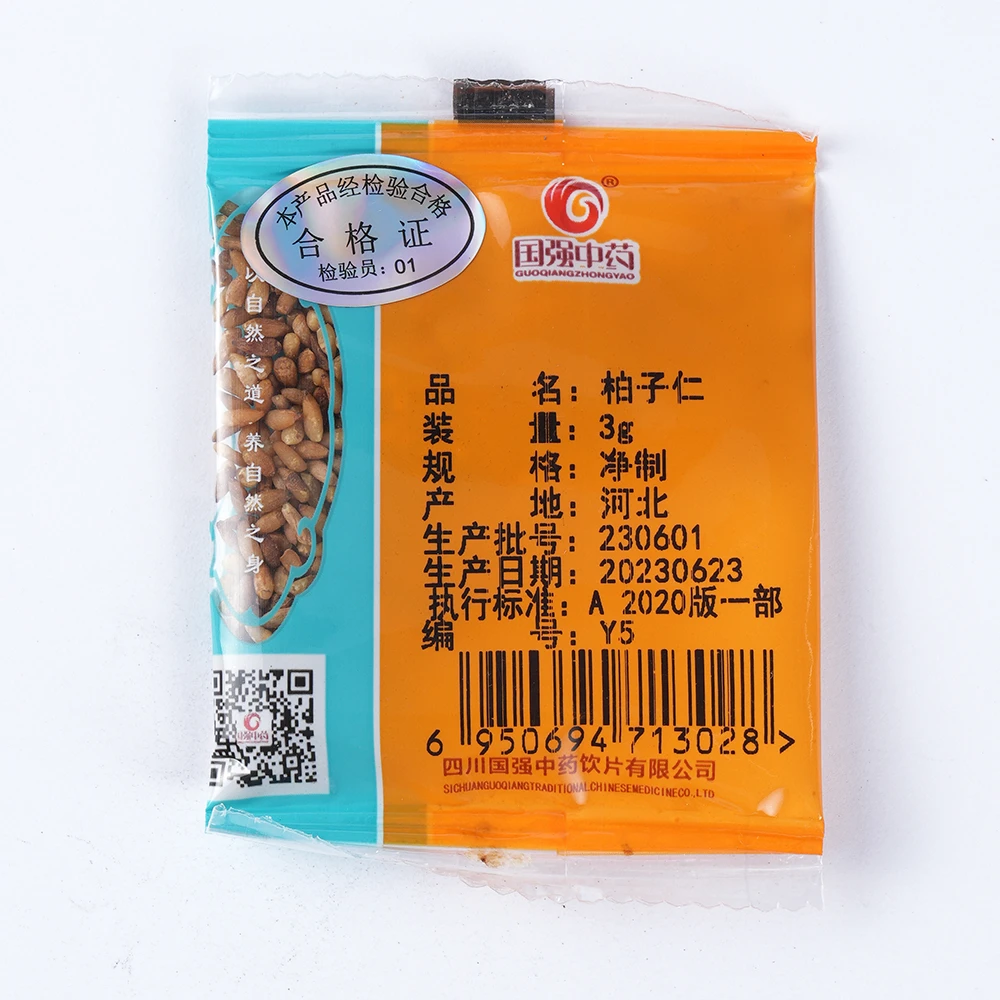 本产品经检验合格
合格证
检验员：01
以自然之道 养自然之身
®
国强中药
GUOQIANGZHONGYAO
品 名：柏子仁
装 量：3g
规 格：净制
产 地：河北
生产批号：230601
生产日期：20230623
执行标准：A 2020版一部
编 号：Y5
6 950694 713028 >
四川国强中药饮片有限公司
SICHUANGUOQIANGTRADITIONALCHINESEMEDICINECO.,LTD
国强中药